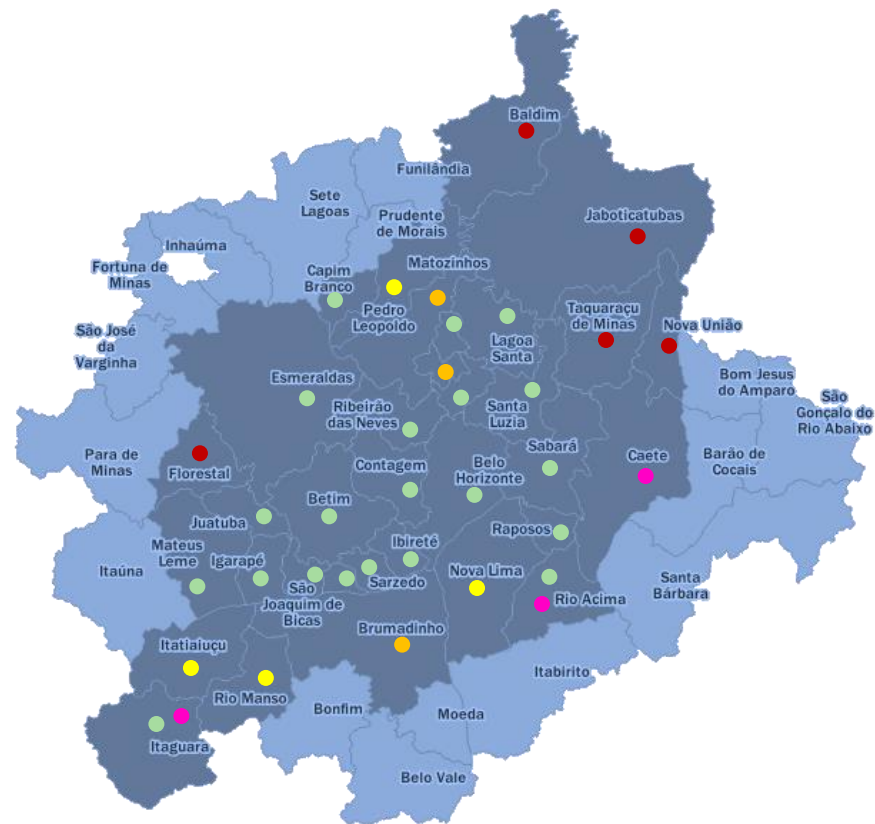 Baldim
Funilândia
Sete
Lagoas
Prudente
de Morais
Jaboticatubas
Inhaúma
Matozinhos
Fortuna de
Minas
Capim
Branco
Pedro
Leopoldo
Taquaraçu
de Minas
Nova União
São José
da
Varginha
Lagoa
Santa
Esmeraldas
Bom Jesus
do Amparo
São
Gonçalo do
Rio Abaixo
Ribeirão
das Neves
Santa
Luzia
Para de
Minas
Florestal
Contagem
Belo
Horizonte
Sabará
Caete
Barão de
Cocais
Betim
Juatuba
Raposos
Mateus
Leme
Igarapé
Ibireté
Itaúna
São
Joaquim de
Bicas
Sarzedo
Nova Lima
Rio Acima
Santa
Bárbara
Brumadinho
Itatiaiuçu
Itabirito
Rio Manso
Bonfim
Moeda
Itaguara
Belo Vale